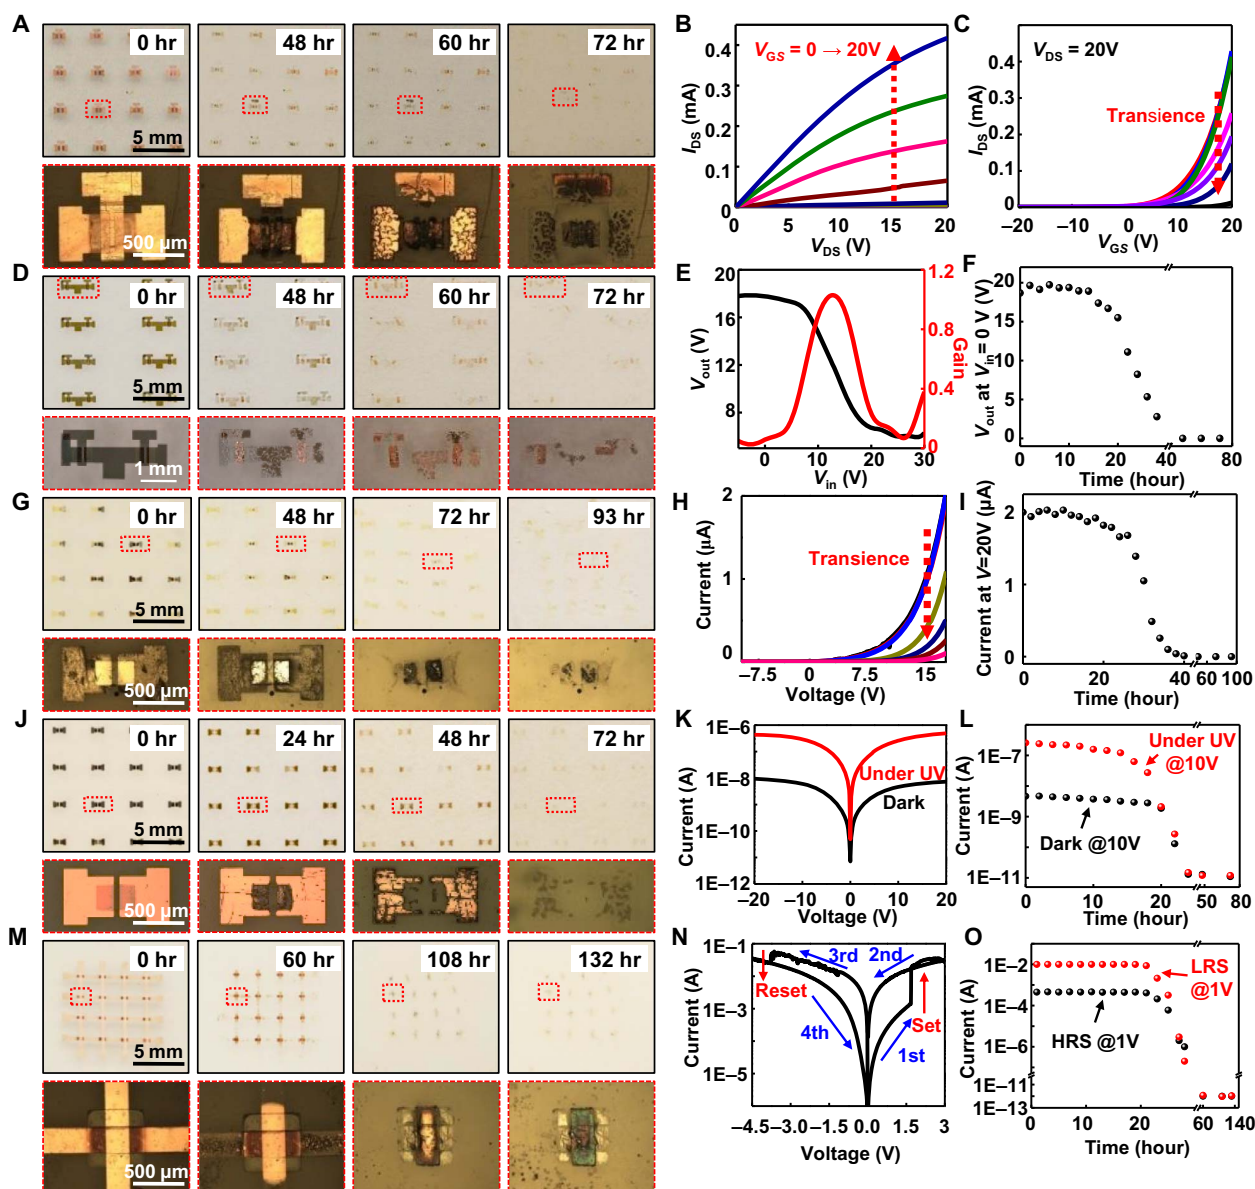 A
0 hr
48 hr
60 hr
72 hr
5 mm
500 μm
B
V_GS = 0 → 20V
0.4
0.3
0.2
0.1
0
I_DS (mA)
0 5 10 15 20
V_DS (V)
C
V_DS = 20V
Transience
0.4
0.3
0.2
0.1
0
I_DS (mA)
−20 −10 0 10 20
V_GS (V)
D
0 hr
48 hr
60 hr
72 hr
5 mm
1 mm
E
20
16
12
8
V_out (V)
1.2
0.8
0.4
0
Gain
0 10 20 30
V_in (V)
F
20
15
10
5
0
V_out at V_in = 0 V (V)
0 20 40 80
Time (hour)
G
0 hr
48 hr
72 hr
93 hr
5 mm
500 μm
H
2
1
0
Current (μA)
Transience
−7.5 0 7.5 15
Voltage (V)
I
2
1
0
Current at V=20V (μA)
0 20 40 60 80 100
Time (hour)
J
0 hr
24 hr
48 hr
72 hr
5 mm
500 μm
K
1E−6
1E−8
1E−10
1E−12
Current (A)
Under UV
Dark
−20 −10 0 10 20
Voltage (V)
L
1E−7
1E−9
1E−11
Current (A)
Under UV
@10V
Dark @10V
0 10 20 50 80
Time (hour)
M
0 hr
60 hr
108 hr
132 hr
5 mm
500 μm
N
1E−1
1E−3
1E−5
Current (A)
3rd
2nd
Reset
Set
4th
1st
−4.5 −3.0 −1.5 0.0 1.5 3
Voltage (V)
O
1E−2
1E−4
1E−6
1E−11
1E−13
Current (A)
LRS
@1V
HRS @1V
0 10 20 60 140
Time (hour)